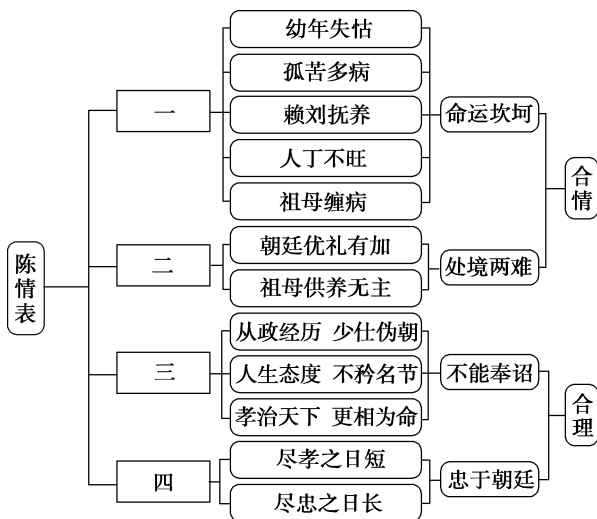 陈情表
一
幼年失怙
孤苦多病
赖刘抚养
人丁不旺
祖母缠病
命运坎坷
二
朝廷优礼有加
祖母供养无主
处境两难
合情
三
从政经历 少仕伪朝
人生态度 不矜名节
孝治天下 更相为命
不能奉诏
四
尽孝之日短
尽忠之日长
忠于朝廷
合理